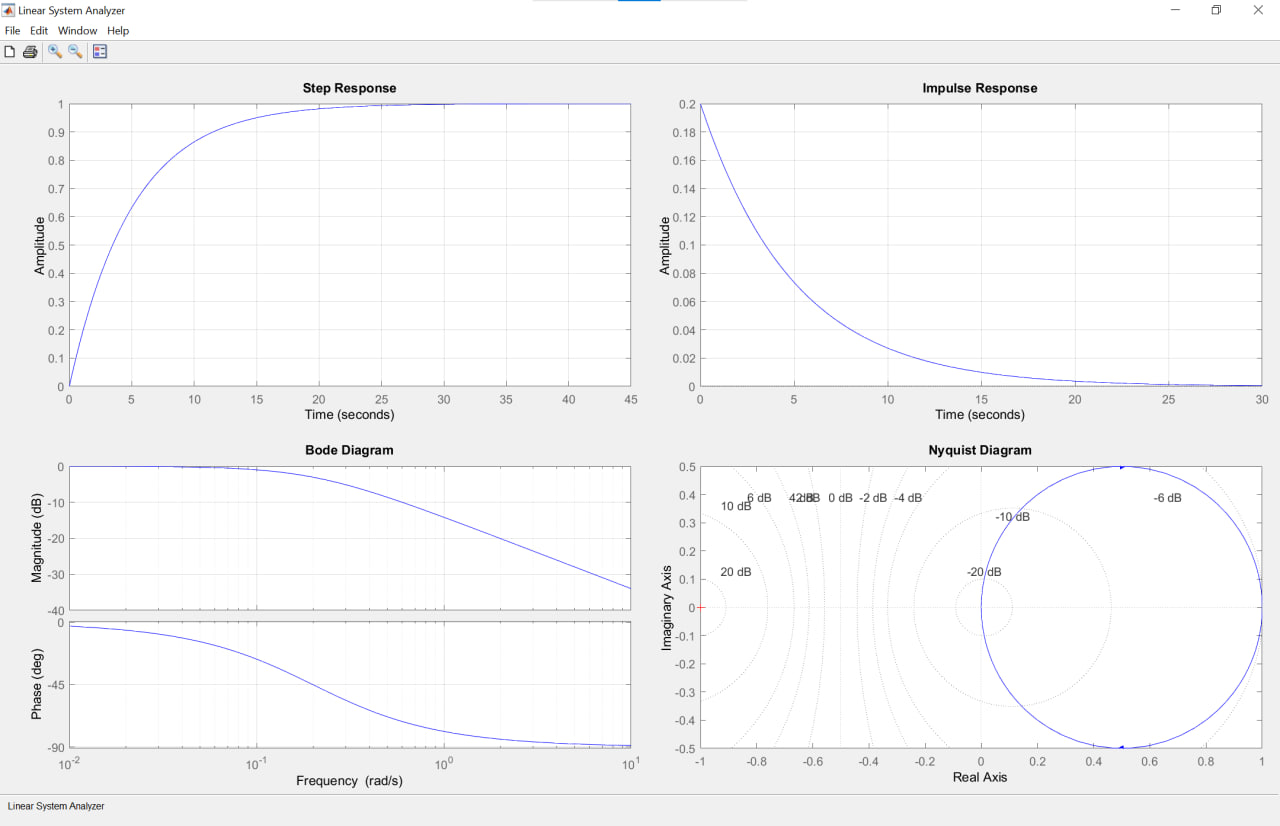 Linear System Analyzer
File Edit Window Help
Step Response
Amplitude
1
0.9
0.8
0.7
0.6
0.5
0.4
0.3
0.2
0.1
0
0 5 10 15 20 25 30 35 40 45
Time (seconds)
Impulse Response
Amplitude
0.2
0.18
0.16
0.14
0.12
0.1
0.08
0.06
0.04
0.02
0
0 5 10 15 20 25 30
Time (seconds)
Bode Diagram
Magnitude (dB)
0
-10
-20
-30
-40
Phase (deg)
0
-45
-90
10⁻² 10⁻¹ 10⁰ 10¹
Frequency (rad/s)
Nyquist Diagram
Imaginary Axis
0.5
0.4
0.3
0.2
0.1
0
-0.1
-0.2
-0.3
-0.4
-0.5
6 dB 4 dB 2 dB 0 dB -2 dB -4 dB -6 dB
10 dB
-10 dB
20 dB -20 dB
-1 -0.8 -0.6 -0.4 -0.2 0 0.2 0.4 0.6 0.8 1
Real Axis
Linear System Analyzer